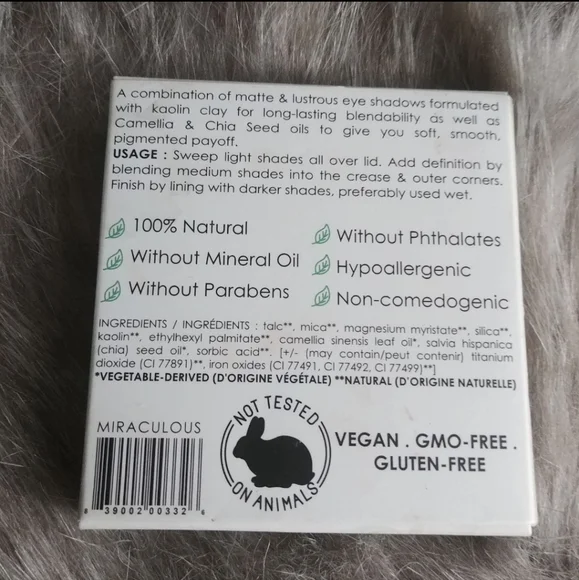 A combination of matte & lustrous eye shadows formulated
with kaolin clay for long-lasting blendability as well as
Camellia & Chia Seed oils to give you soft, smooth,
pigmented payoff.
USAGE : Sweep light shades all over lid. Add definition by
blending medium shades into the crease & outer corners.
Finish by lining with darker shades, preferably used wet.
100% Natural
Without Mineral Oil
Without Parabens
Without Phthalates
Hypoallergenic
Non-comedogenic
INGREDIENTS / INGRÉDIENTS : talc**, mica**, magnesium myristate**, silica**,
kaolin**, ethylhexyl palmitate**, camellia sinensis leaf oil*, salvia hispanica
(chia) seed oil*, sorbic acid**. [+/- (may contain/peut contenir) titanium
dioxide (CI 77891)**, iron oxides (CI 77491, CI 77492, CI 77499)**]
*VEGETABLE-DERIVED (D'ORIGINE VÉGÉTALE) **NATURAL (D'ORIGINE NATURELLE)
MIRACULOUS
8 39002 00332 6
NOT TESTED
ON ANIMALS
VEGAN . GMO-FREE .
GLUTEN-FREE